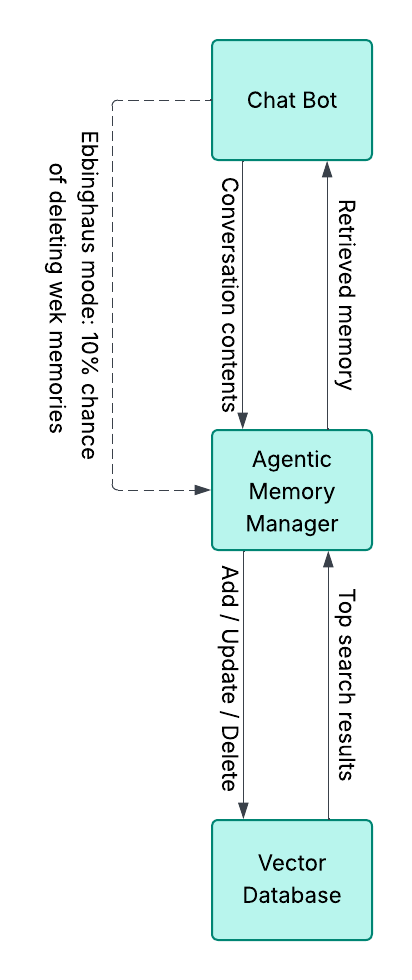 Chat Bot
Ebbinghaus mode: 10% chance
of deleting wek memories
Conversation contents
Retrieved memory
Agentic
Memory
Manager
Add / Update / Delete
Top search results
Vector
Database